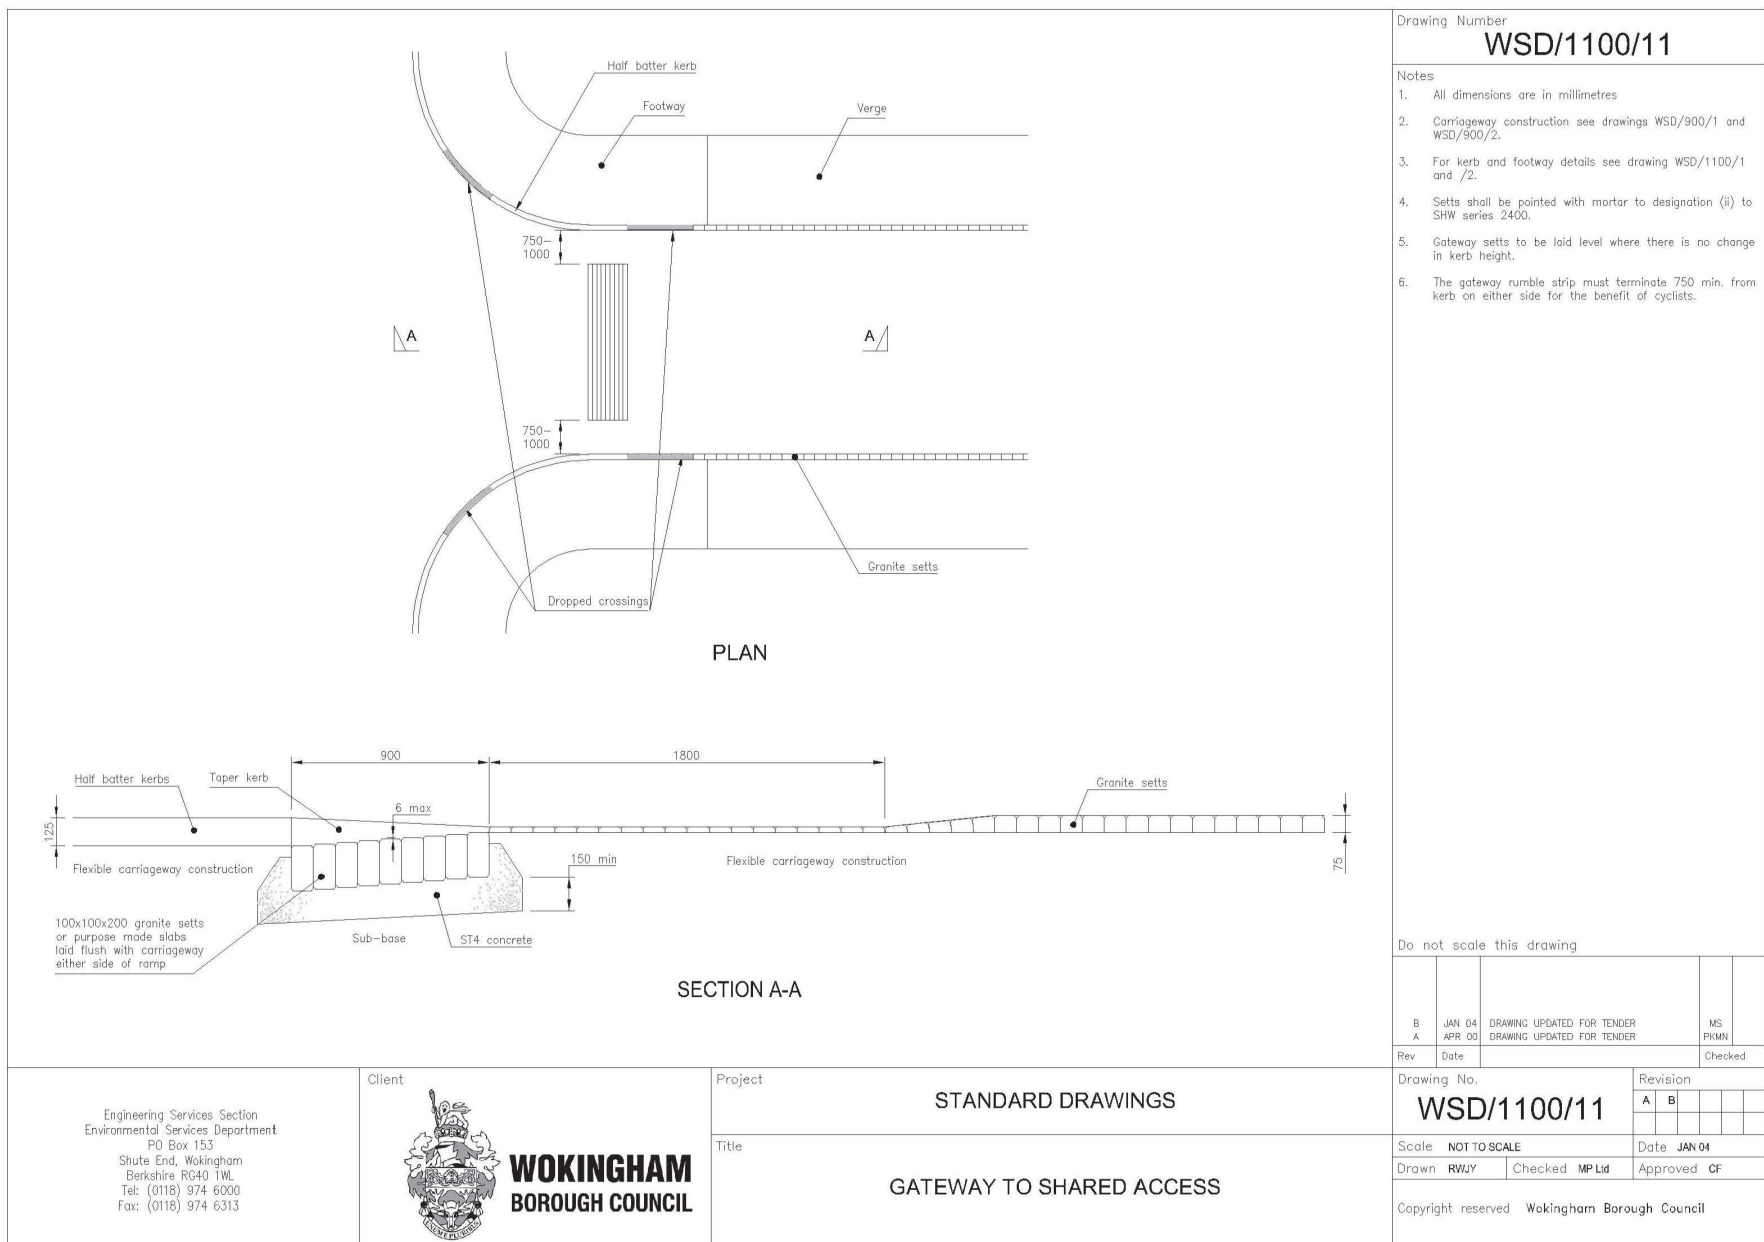 Drawing Number
WSD/1100/11
Notes
1. All dimensions are in millimetres
2. Carriageway construction see drawings WSD/900/1 and
WSD/900/2.
3. For kerb and footway details see drawing WSD/1100/1
and /2.
4. Setts shall be pointed with mortar to designation (ii) to
SHW series 2400.
5. Gateway setts to be laid level where there is no change
in kerb height.
6. The gateway rumble strip must terminate 750 min. from
kerb on either side for the benefit of cyclists.
Half batter kerb
Footway
Verge
750-
1000
A
A
750-
1000
Granite setts
Dropped crossings
PLAN
900
1800
Half batter kerbs
Taper kerb
Granite setts
6 max
125
150 min
75
Flexible carriageway construction
Flexible carriageway construction
100x100x200 granite setts
or purpose made slabs
laid flush with carriageway
either side of ramp
Sub-base
ST4 concrete
SECTION A-A
Do not scale this drawing
B JAN 04 DRAWING UPDATED FOR TENDER MS
A APR 00 DRAWING UPDATED FOR TENDER PKMN
Rev Date Checked
Engineering Services Section
Environmental Services Department
PO Box 153
Shute End, Wokingham
Berkshire RG40 1WL
Tel: (0118) 974 6000
Fax: (0118) 974 6313
Client
WOKINGHAM
BOROUGH COUNCIL
Project
STANDARD DRAWINGS
Title
GATEWAY TO SHARED ACCESS
Drawing No.
WSD/1100/11
Revision
A B
Scale NOT TO SCALE
Date JAN 04
Drawn RWJY
Checked MP Ltd
Approved CF
Copyright reserved Wokingham Borough Council